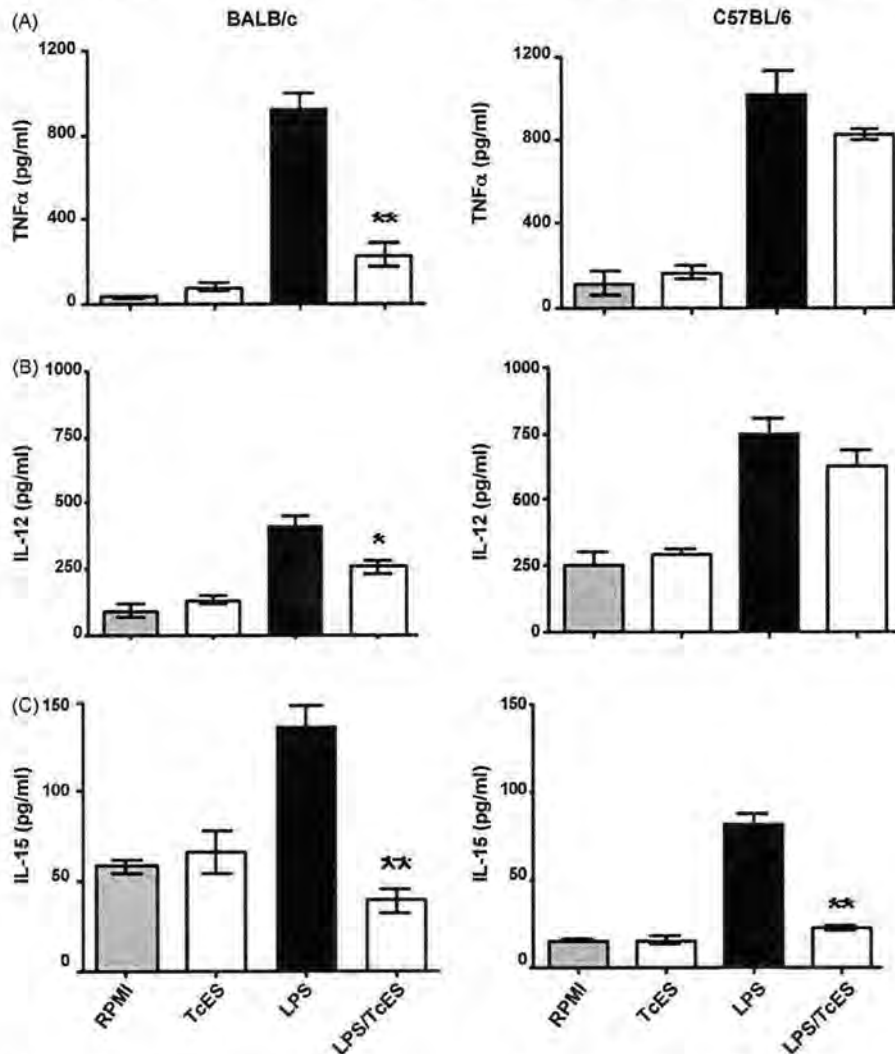 (A) BALB/c C57BL/6
1200 1200
800 800
TNFα (pg/ml) TNFα (pg/ml)
400 ** 400
0 0
(B)
1000 1000
750 750
IL-12 (pg/ml) IL-12 (pg/ml)
500 500
250 * 250
0 0
(C)
150 150
100 100
IL-15 (pg/ml) IL-15 (pg/ml)
50 ** 50 **
0 0
RPMI TcES LPS LPS/TcES RPMI TcES LPS LPS/TcES